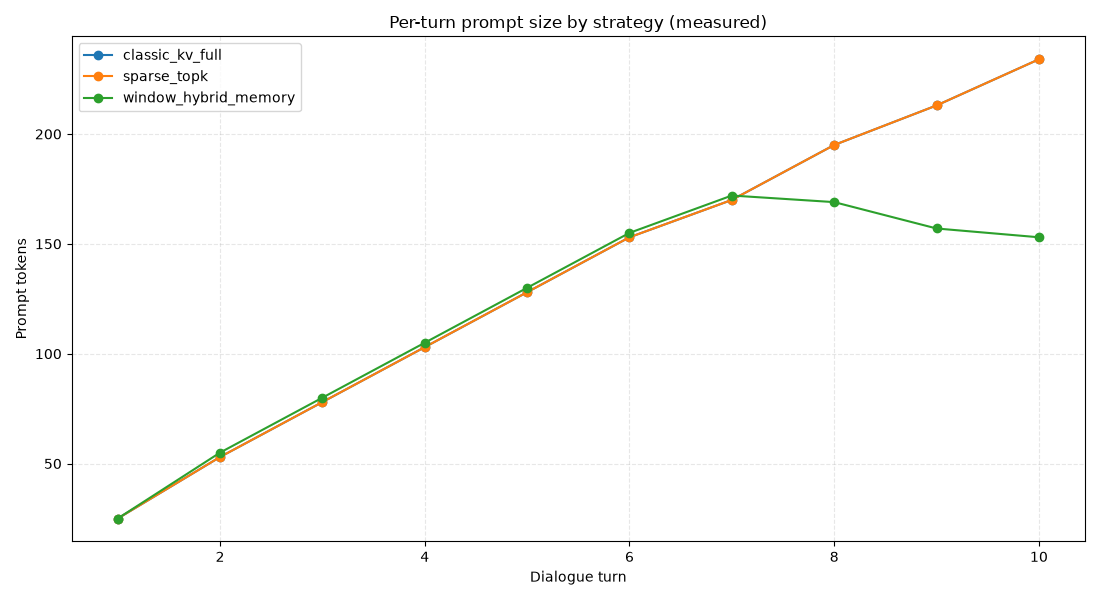 Per-turn prompt size by strategy (measured)
classic_kv_full
sparse_topk
window_hybrid_memory
Prompt tokens
200
150
100
50
2 4 6 8 10
Dialogue turn